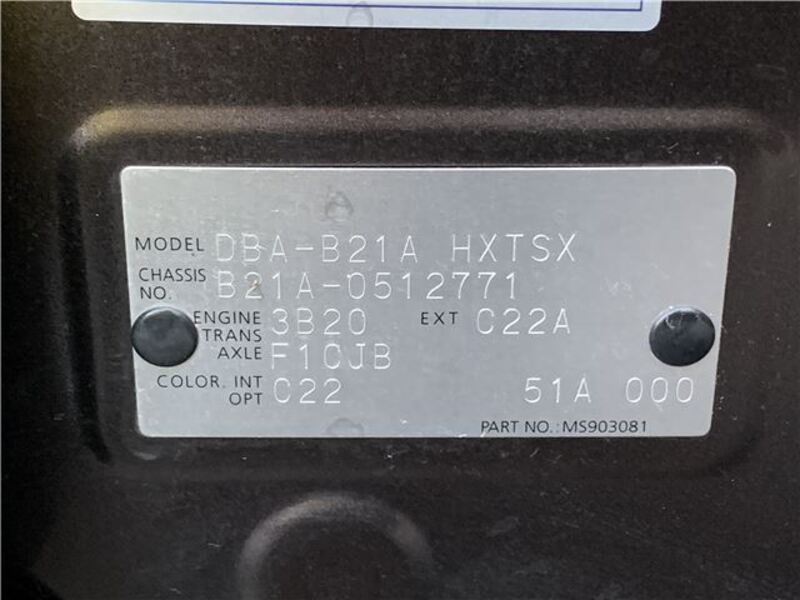 MODEL DBA-B21A HXTSX
CHASSIS NO. B21A-0512771
ENGINE 3B20 EXT C22A
TRANS AXLE F1CJB
COLOR. INT OPT C22 51A 000
PART NO.: MS903081